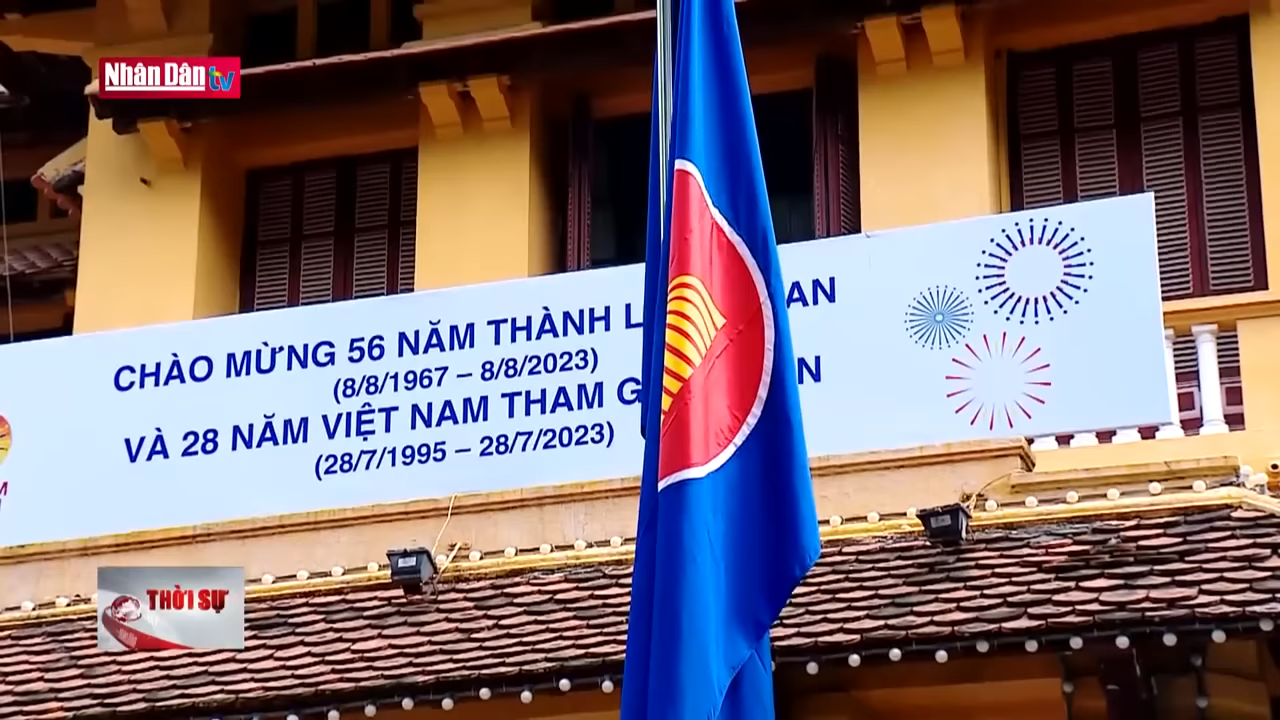 Nhân Dân tv
CHÀO MỪNG 56 NĂM THÀNH L AN
(8/8/1967 – 8/8/2023)
VÀ 28 NĂM VIỆT NAM THAM G N
(28/7/1995 – 28/7/2023)
THỜI SỰ